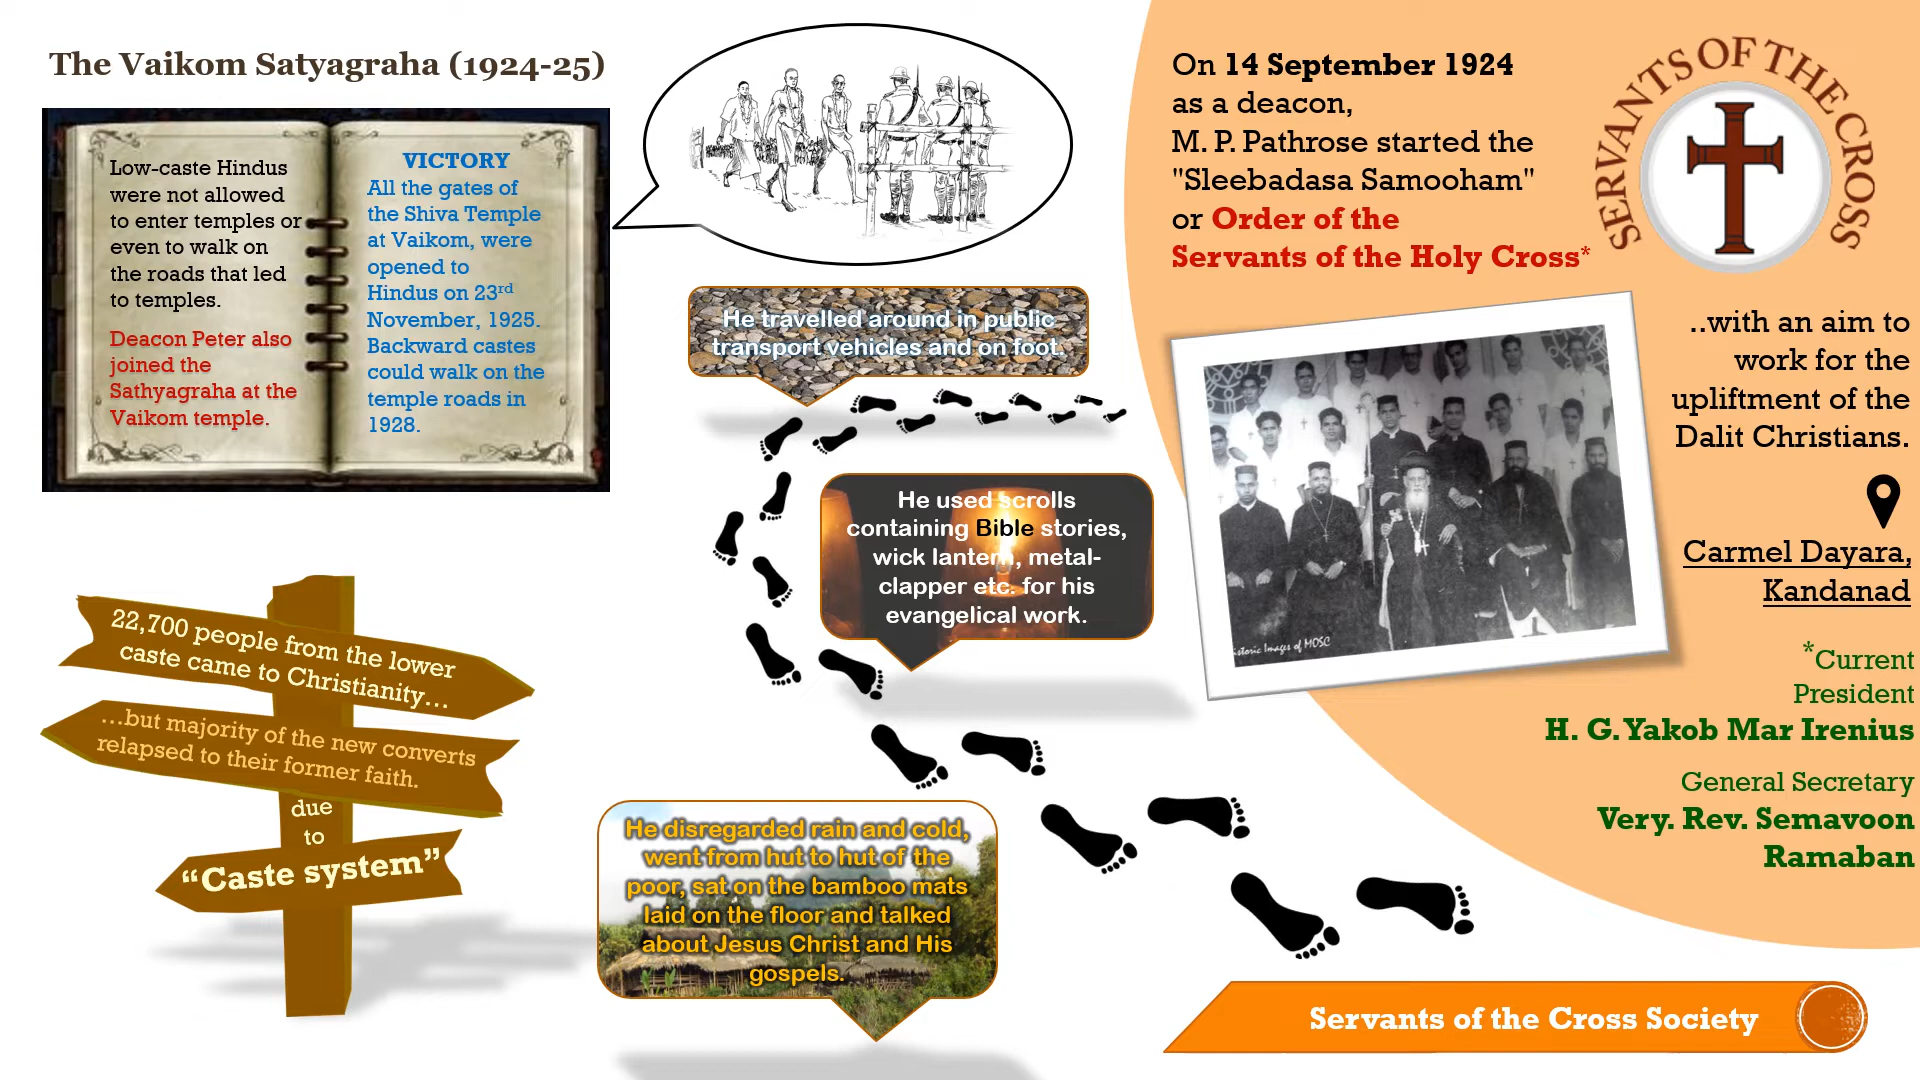 The Vaikom Satyagraha (1924-25)
Low-caste Hindus
were not allowed
to enter temples or
even to walk on
the roads that led
to temples.
Deacon Peter also
joined the
Sathyagraha at the
Vaikom temple.
VICTORY
All the gates of
the Shiva Temple
at Vaikom, were
opened to
Hindus on 23rd
November, 1925.
Backward castes
could walk on the
temple roads in
1928.
22,700 people from the lower
caste came to Christianity...
...but majority of the new converts
relapsed to their former faith.
due
to
“Caste system”
He travelled around in public
transport vehicles and on foot.
He used scrolls
containing Bible stories,
wick lantern, metal-
clapper etc. for his
evangelical work.
He disregarded rain and cold,
went from hut to hut of the
poor, sat on the bamboo mats
laid on the floor and talked
about Jesus Christ and His
gospels.
On 14 September 1924
as a deacon,
M. P. Pathrose started the
"Sleebadasa Samooham"
or Order of the
Servants of the Holy Cross*
SERVANTS OF THE CROSS
..with an aim to
work for the
upliftment of the
Dalit Christians.
Carmel Dayara,
Kandanad
storic Images of MOSC
*Current
President
H. G. Yakob Mar Irenius
General Secretary
Very. Rev. Semavoon
Ramaban
Servants of the Cross Society